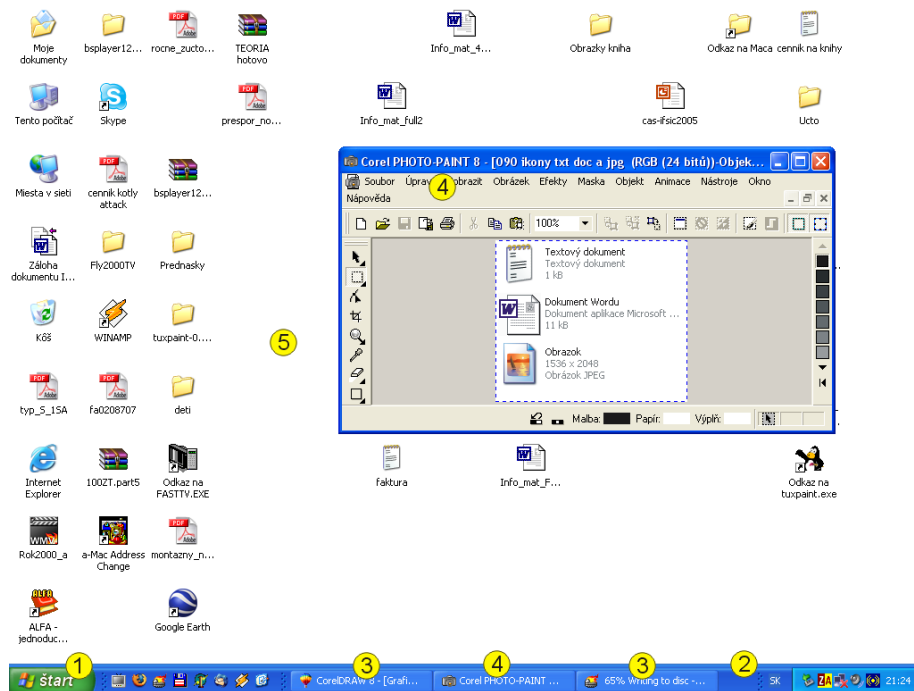 Moje dokumenty
bsplayer12...
rocne_zucto...
TEORIA hotovo
Info_mat_4...
Obrazky kniha
Odkaz na Maca
cennik na knihy
Tento počítač
Skype
prespor_no...
Info_mat_full2
cas-ifsic2005
Ucto
Corel PHOTO-PAINT 8 - [090 ikony txt doc a jpg (RGB (24 bitů))-Objek...
Soubor
4
Obrázek Efekty Maska Objekt Animace Nástroje Okno
Nápověda
100%
Textový dokument
Textový dokument
1 kB
Dokument Wordu
Dokument aplikace Microsoft ...
11 kB
Obrazok
1536 x 2048
Obrázok JPEG
Malba: Papír: Výplň:
Miesta v sieti
cennik kotly attack
bsplayer12...
Záloha dokumentu I...
Fly2000TV
Prednasky
Kôš
WINAMP
tuxpaint-0....
5
typ_S_1SA
fa0208707
deti
Internet Explorer
100ZT.part5
Odkaz na FASTTV.EXE
faktura
Info_mat_F...
Odkaz na tuxpaint.exe
Rok2000_a
a-Mac Address Change
montazny_n...
ALFA - jednoduc...
Google Earth
1
3
4
3
2
štart
CorelDRAW 8 - [Grafi...
Corel PHOTO-PAINT ...
65% Writing to disc -...
SK
21:24